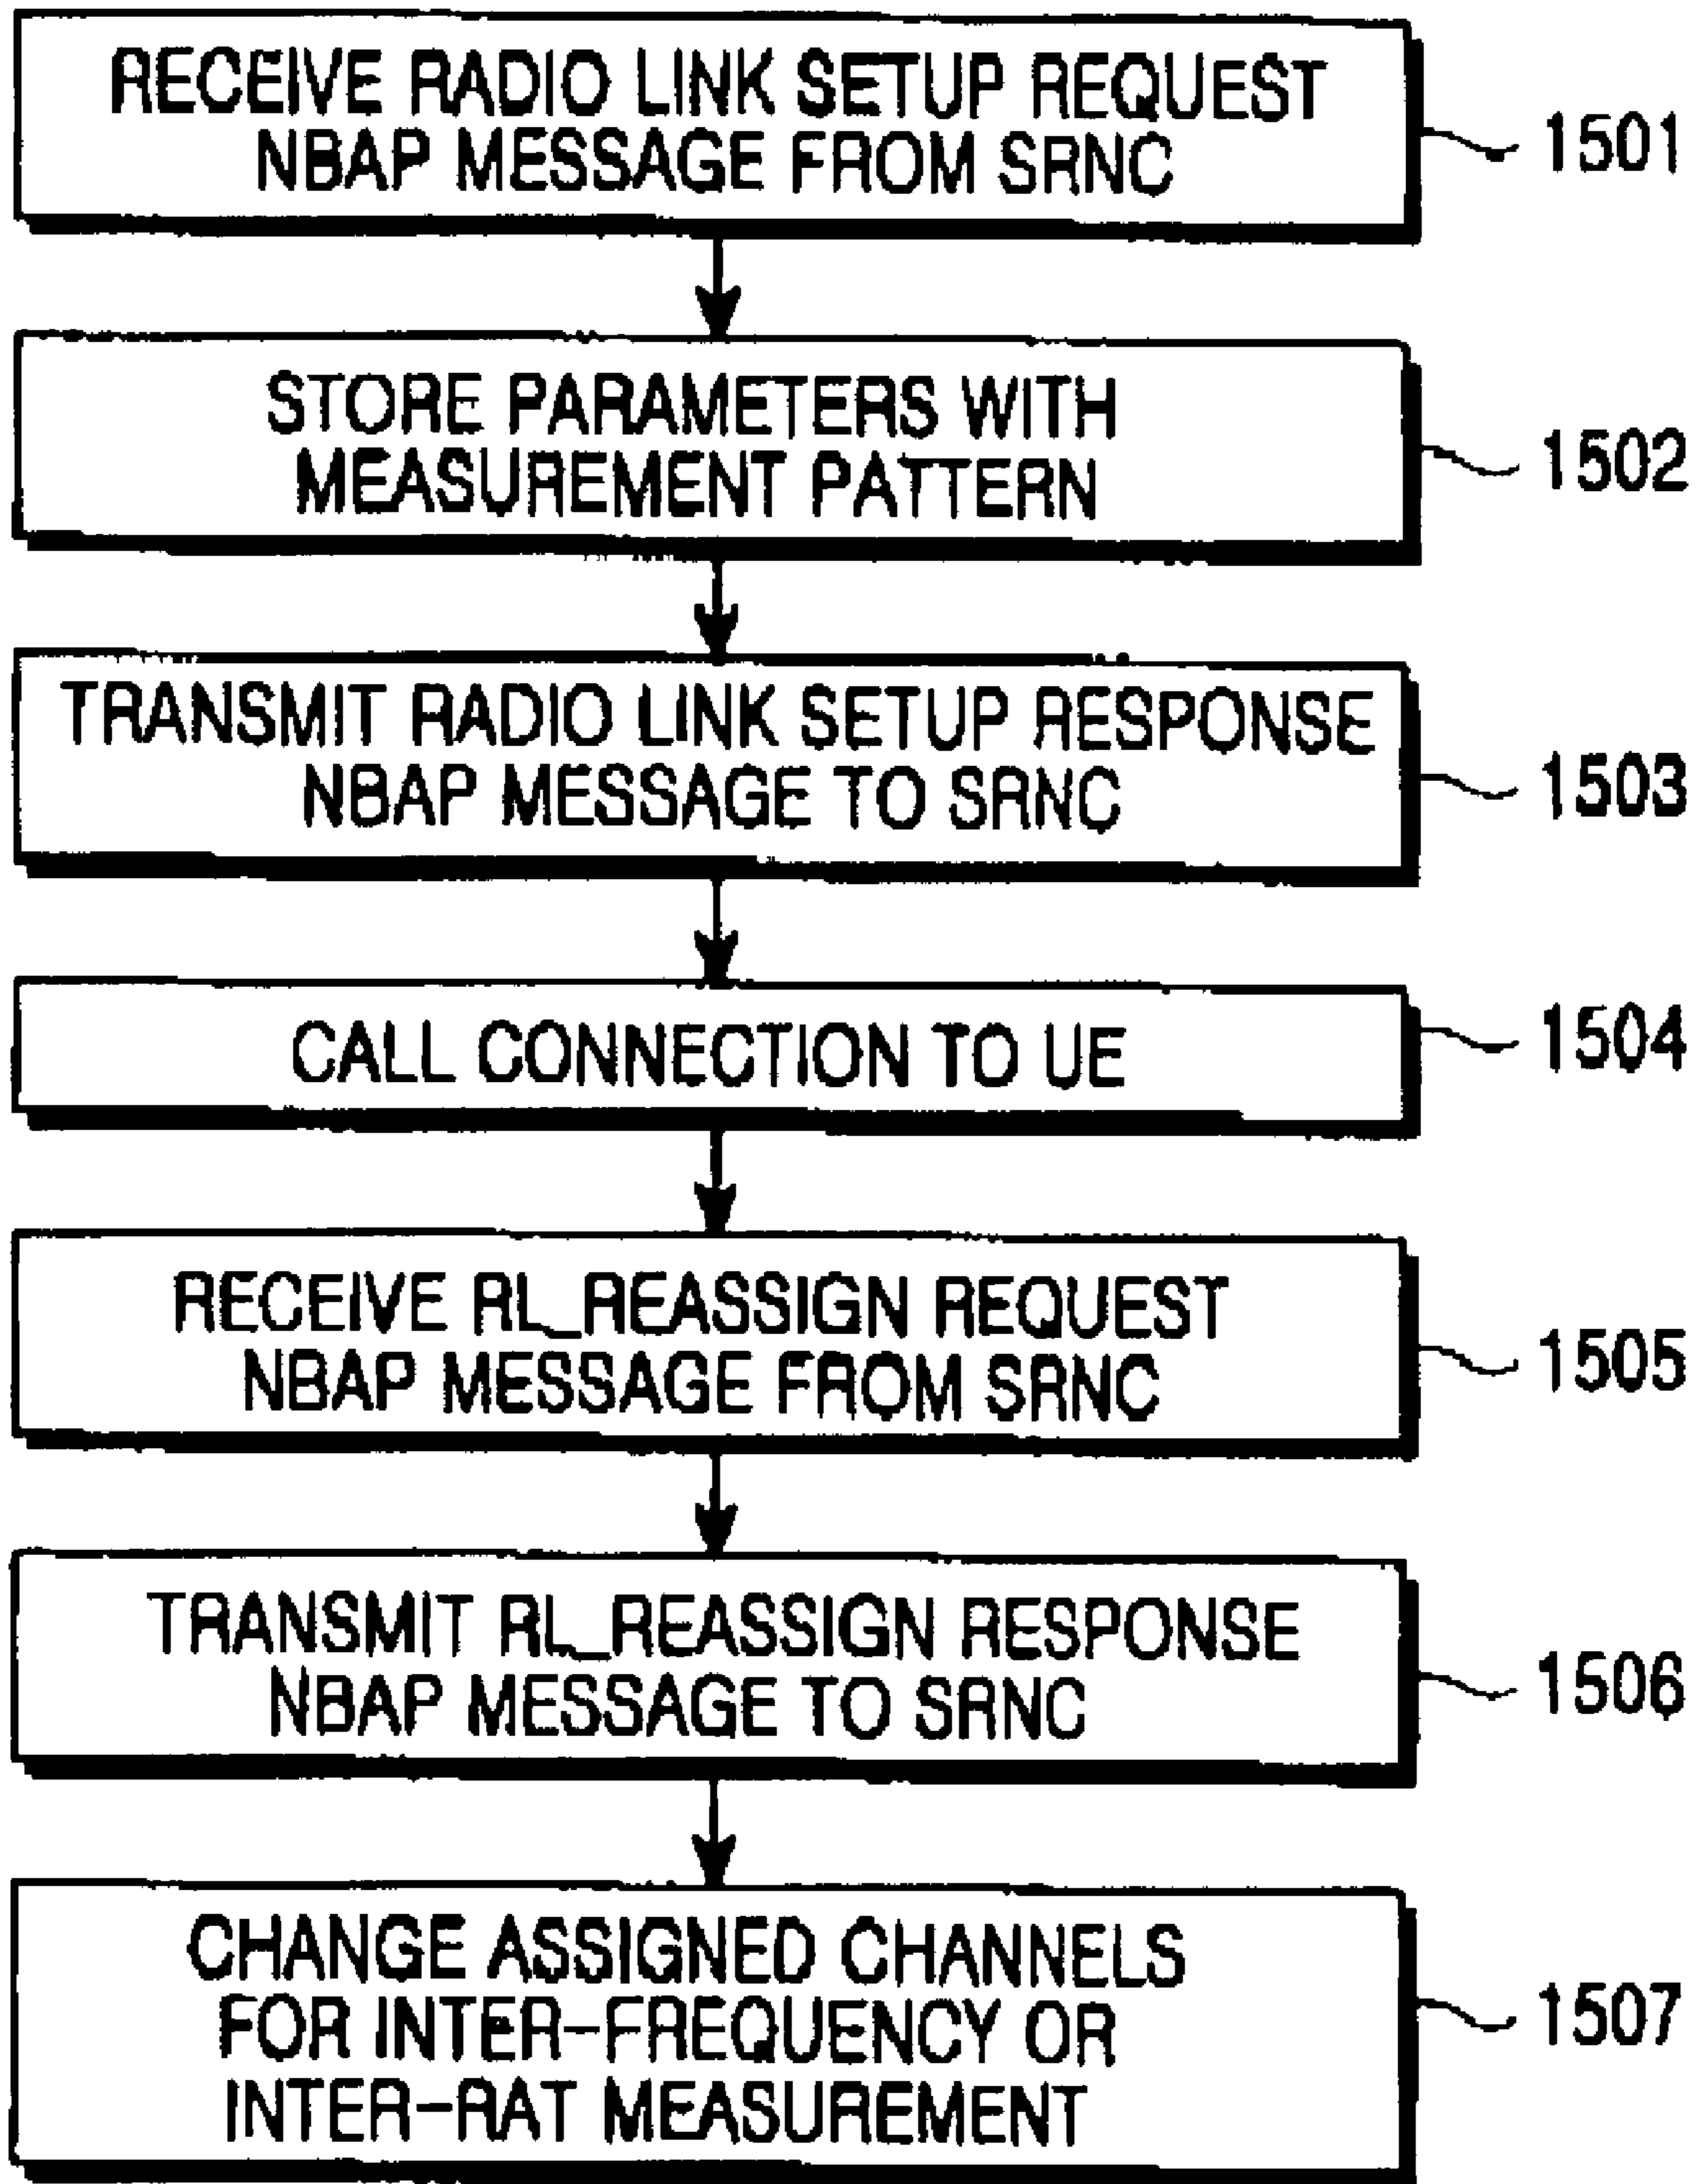 RECEIVE RADIO LINK SETUP REQUEST
NBAP MESSAGE FROM SRNC
1501
STORE PARAMETERS WITH
MEASUREMENT PATTERN
1502
TRANSMIT RADIO LINK SETUP RESPONSE
NBAP MESSAGE TO SRNC
1503
CALL CONNECTION TO UE
1504
RECEIVE RL_REASSIGN REQUEST
NBAP MESSAGE FROM SRNC
1505
TRANSMIT RL_REASSIGN RESPONSE
NBAP MESSAGE TO SRNC
1506
CHANGE ASSIGNED CHANNELS
FOR INTER-FREQUENCY OR
INTER-RAT MEASUREMENT
1507